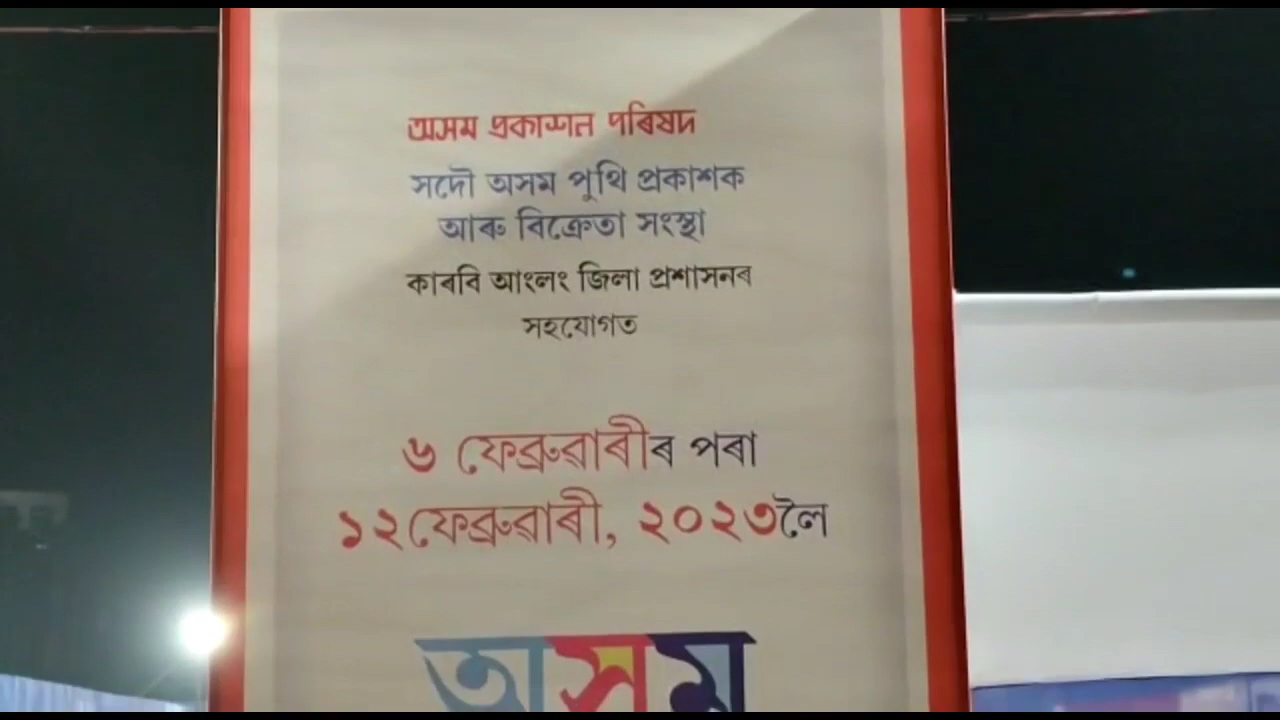 অসম প্ৰকাশন পৰিষদ
সদৌ অসম পুথি প্ৰকাশক
আৰু বিক্ৰেতা সংস্থা
কাৰবি আংলং জিলা প্ৰশাসনৰ
সহযোগত
৬ ফেব্ৰুৱাৰীৰ পৰা
১২ফেব্ৰুৱাৰী, ২০২৩লৈ
অসম